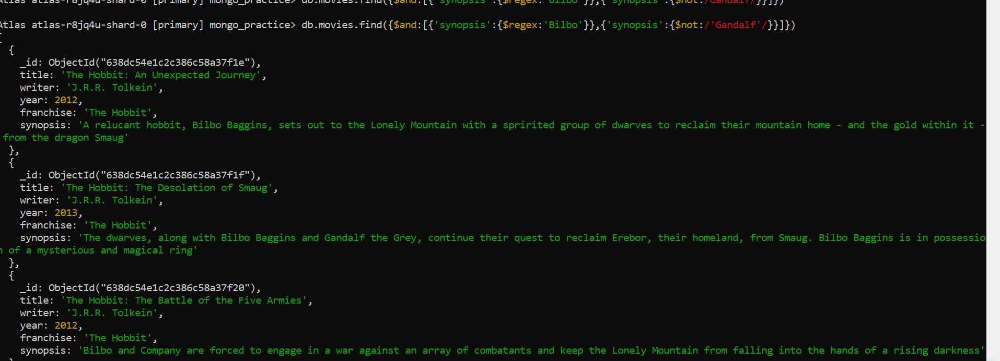 Atlas atlas-r8jq4u-shard-0 [primary] mongo_practice> db.movies.find({$and:[{'synopsis':{$regex:'Bilbo'}},{'synopsis':{$not:/Gandalf/}}]})
Atlas atlas-r8jq4u-shard-0 [primary] mongo_practice> db.movies.find({$and:[{'synopsis':{$regex:'Bilbo'}},{'synopsis':{$not:/'Gandalf'/}}]})
[
  {
    _id: ObjectId("638dc54e1c2c386c58a37f1e"),
    title: 'The Hobbit: An Unexpected Journey',
    writer: 'J.R.R. Tolkein',
    year: 2012,
    franchise: 'The Hobbit',
    synopsis: 'A relucant hobbit, Bilbo Baggins, sets out to the Lonely Mountain with a spririted group of dwarves to reclaim their mountain home - and the gold within it -
 from the dragon Smaug'
  },
  {
    _id: ObjectId("638dc54e1c2c386c58a37f1f"),
    title: 'The Hobbit: The Desolation of Smaug',
    writer: 'J.R.R. Tolkein',
    year: 2013,
    franchise: 'The Hobbit',
    synopsis: 'The dwarves, along with Bilbo Baggins and Gandalf the Grey, continue their quest to reclaim Erebor, their homeland, from Smaug. Bilbo Baggins is in possessio
n of a mysterious and magical ring'
  },
  {
    _id: ObjectId("638dc54e1c2c386c58a37f20"),
    title: 'The Hobbit: The Battle of the Five Armies',
    writer: 'J.R.R. Tolkein',
    year: 2012,
    franchise: 'The Hobbit',
    synopsis: 'Bilbo and Company are forced to engage in a war against an array of combatants and keep the Lonely Mountain from falling into the hands of a rising darkness'
  }